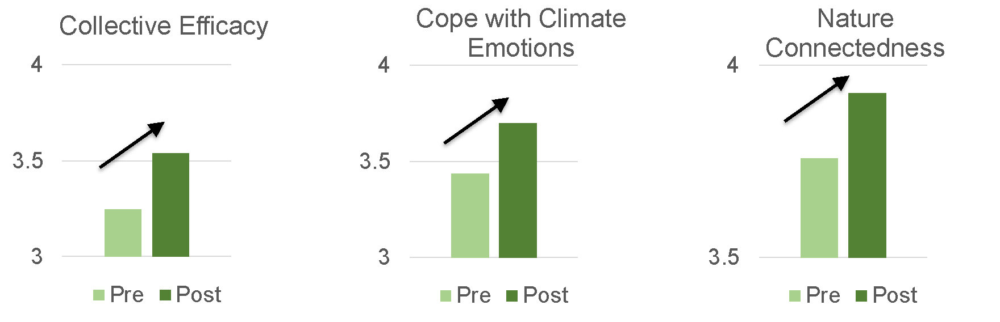 Collective Efficacy
4
3.5
3
Pre Post
Cope with Climate
Emotions
4
3.5
3
Pre Post
Nature
Connectedness
4
3.5
Pre Post